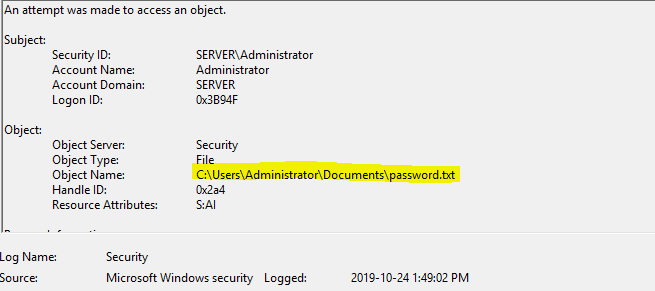 An attempt was made to access an object.
Subject:
Security ID: SERVER\Administrator
Account Name: Administrator
Account Domain: SERVER
Logon ID: 0x3B94F
Object:
Object Server: Security
Object Type: File
Object Name: C:\Users\Administrator\Documents\password.txt
Handle ID: 0x2a4
Resource Attributes: S:AI
Log Name: Security
Source: Microsoft Windows security Logged: 2019-10-24 1:49:02 PM